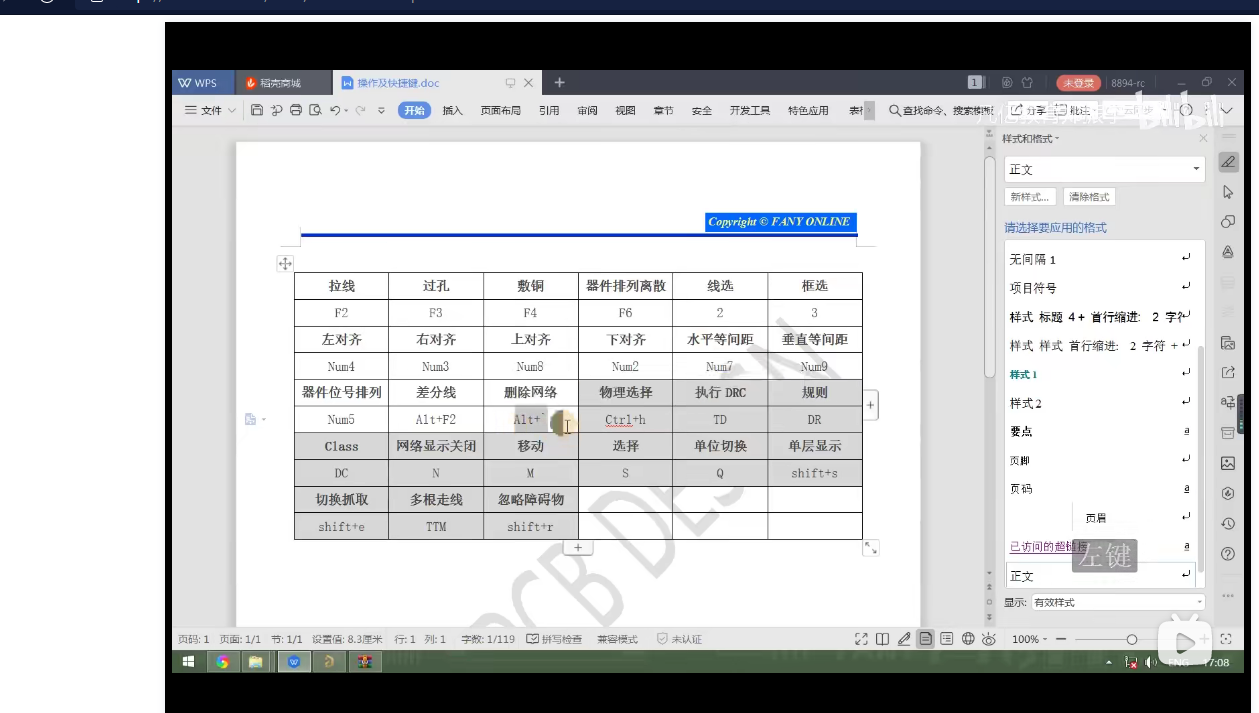 WPS 稻壳商城 操作及快捷键.doc 1 未登录 8894-rc
文件 开始 插入 页面布局 引用 审阅 视图 章节 安全 开发工具 特色应用 查找命令、搜索模板 分享 批注
bilibili
样式和格式
正文
新样式... 清除格式
请选择要应用的格式
无间隔 1
项目符号
样式 标题 4 + 首行缩进: 2 字符
样式 样式 首行缩进: 2 字符 +
样式 1
样式 2
要点 a
页脚
页码 a
页眉
已访问的超链接 a
左键
正文
显示: 有效样式
Copyright © FANY ONLINE
拉线 过孔 敷铜 器件排列离散 线选 框选
F2 F3 F4 F6 2 3
左对齐 右对齐 上对齐 下对齐 水平等间距 垂直等间距
Num4 Num3 Num8 Num2 Num7 Num9
器件位号排列 差分线 删除网络 物理选择 执行 DRC 规则
Num5 Alt+F2 Alt+` Ctrl+h TD DR
Class 网络显示关闭 移动 选择 单位切换 单层显示
DC N M S Q shift+s
切换抓取 多根走线 忽略障碍物
shift+e TTM shift+r
PCB DESIGN
页码: 1 页面: 1/1 节: 1/1 设置值: 8.3厘米 行: 1 列: 1 字数: 1/119 拼写检查 兼容模式 未认证 100%
ENG 17:08